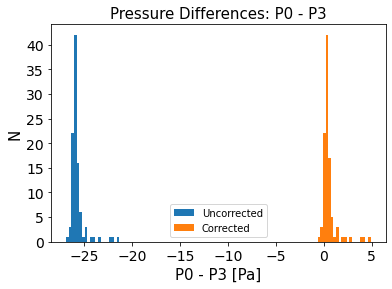 Pressure Differences: P0 - P3
N
40
35
30
25
20
15
10
5
0
Uncorrected
Corrected
−25 −20 −15 −10 −5 0 5
P0 - P3 [Pa]